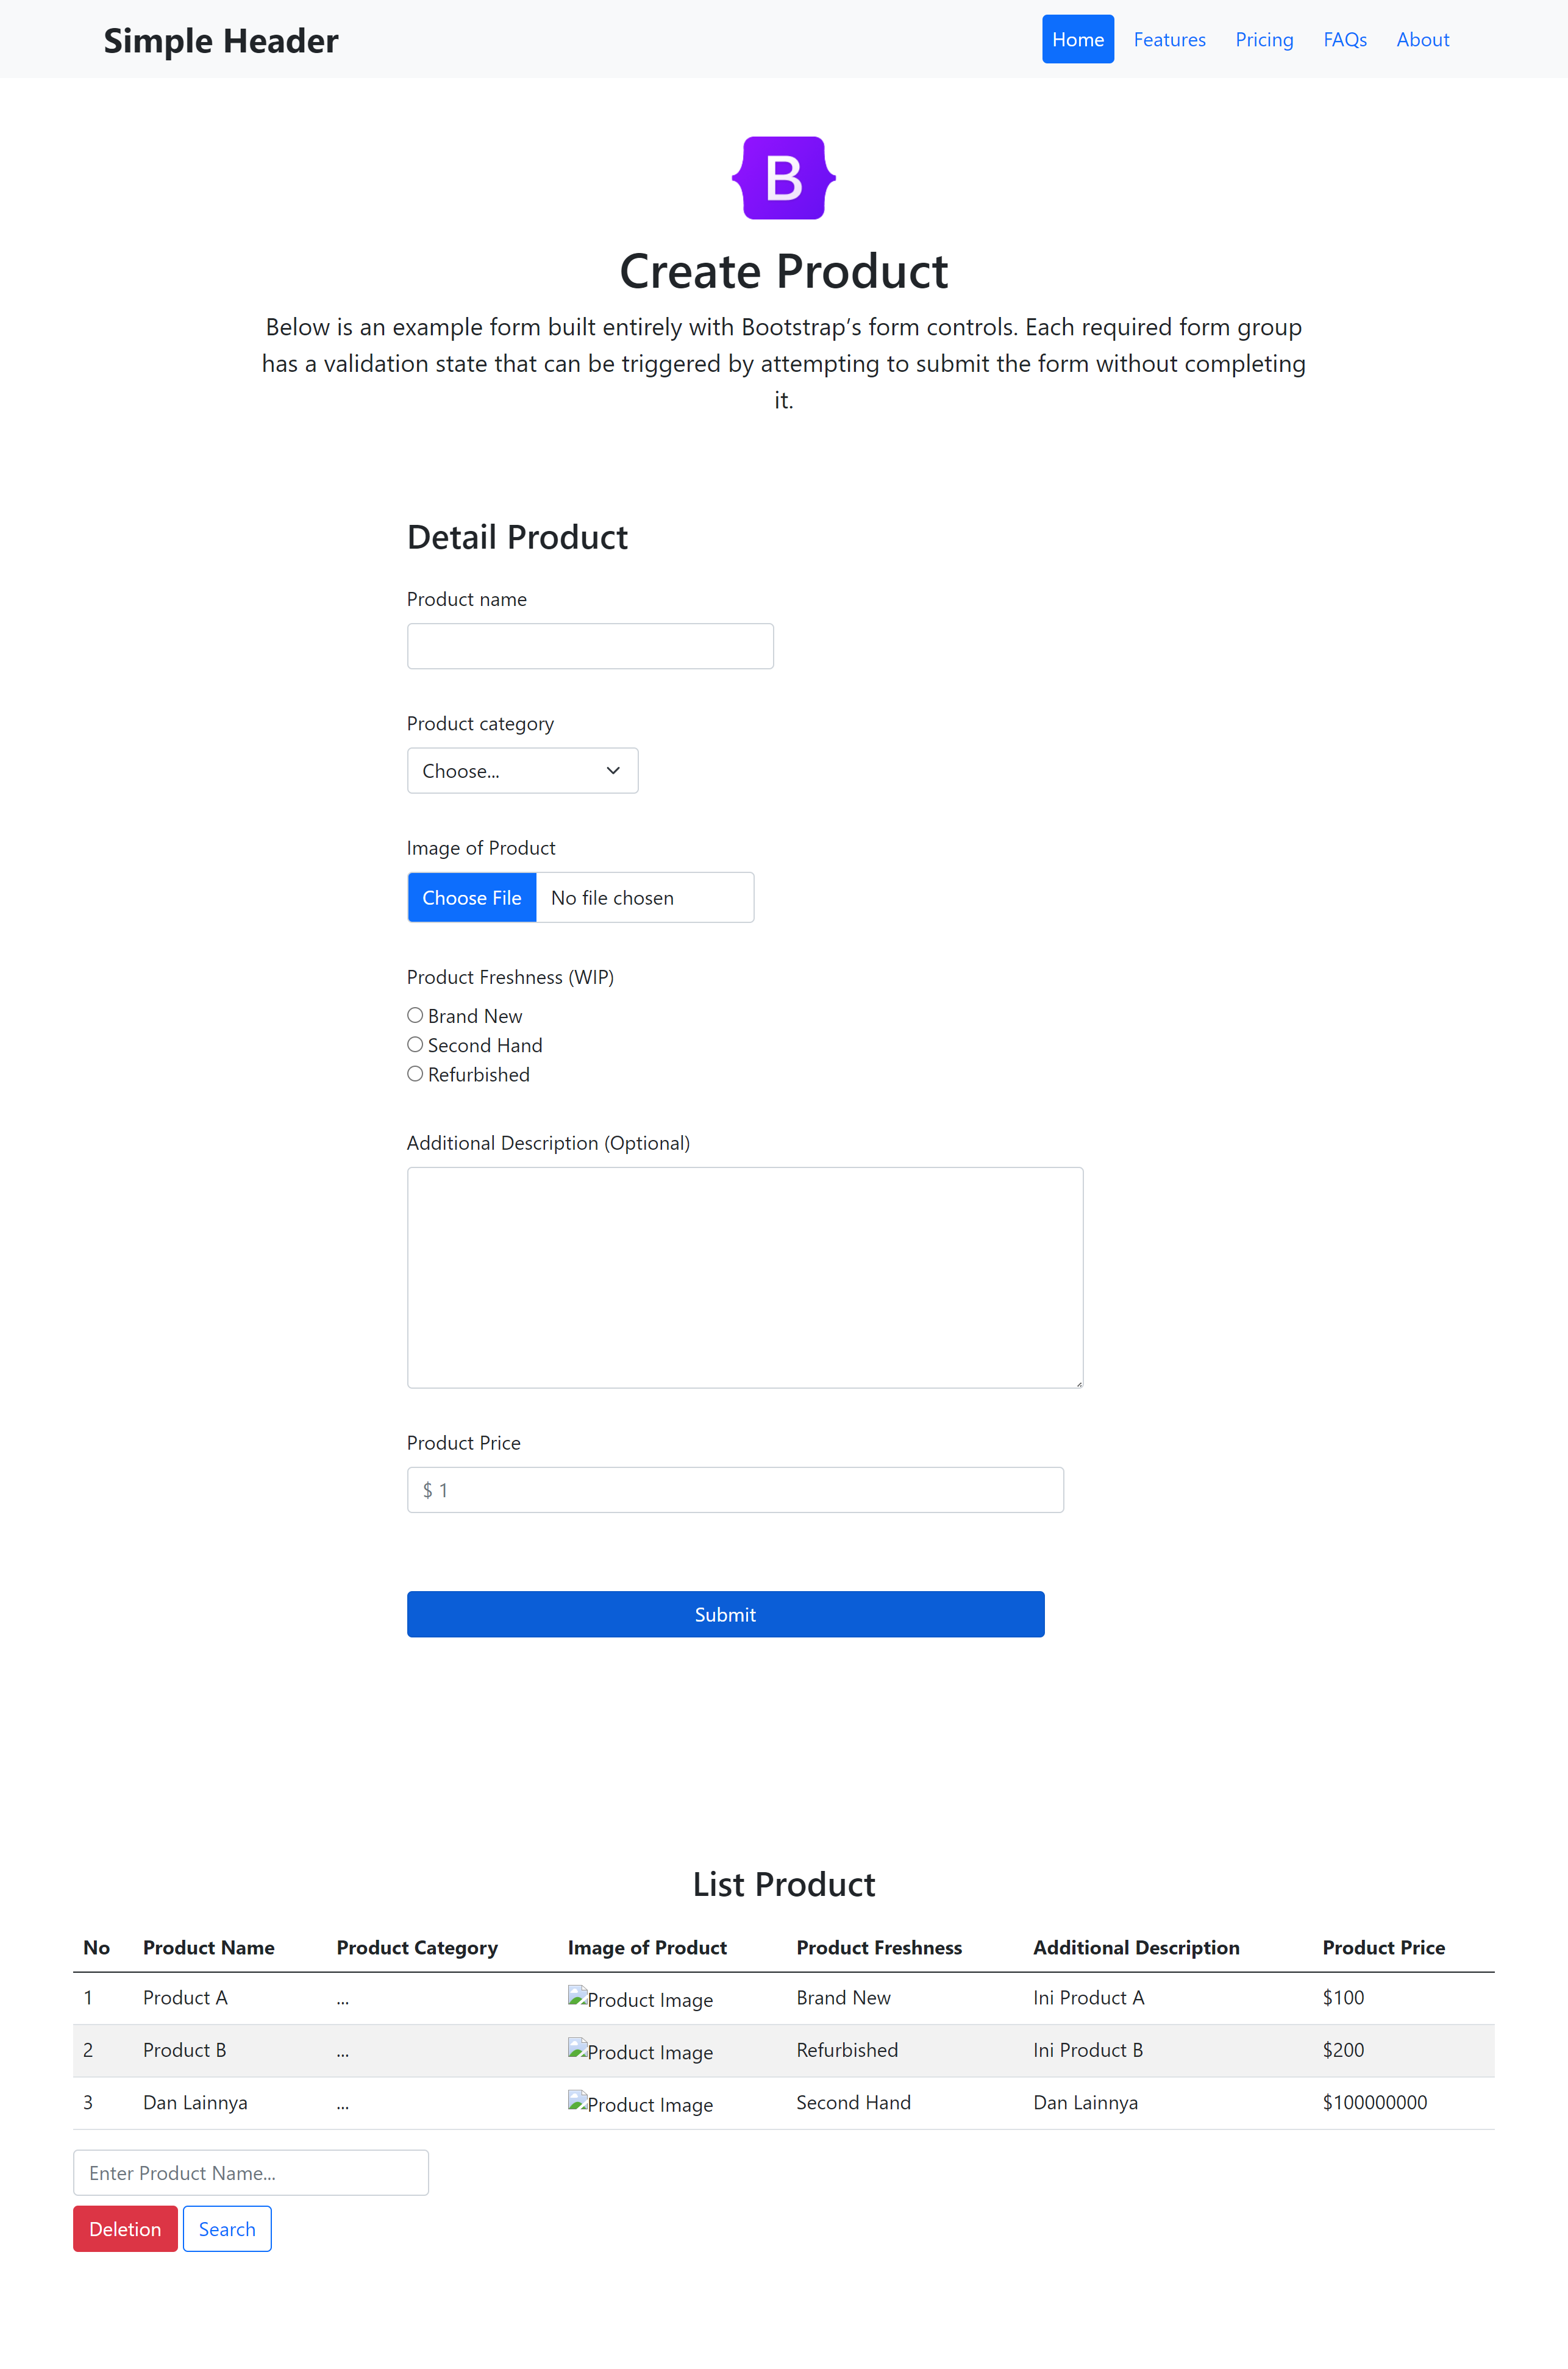 Simple Header
Home Features Pricing FAQs About
B
Create Product
Below is an example form built entirely with Bootstrap’s form controls. Each required form group
has a validation state that can be triggered by attempting to submit the form without completing
it.
Detail Product
Product name
Product category
Choose...
Image of Product
Choose File No file chosen
Product Freshness (WIP)
Brand New
Second Hand
Refurbished
Additional Description (Optional)
Product Price
$ 1
Submit
List Product
No Product Name Product Category Image of Product Product Freshness Additional Description Product Price
1 Product A ... Product Image Brand New Ini Product A $100
2 Product B ... Product Image Refurbished Ini Product B $200
3 Dan Lainnya ... Product Image Second Hand Dan Lainnya $100000000
Enter Product Name...
Deletion Search